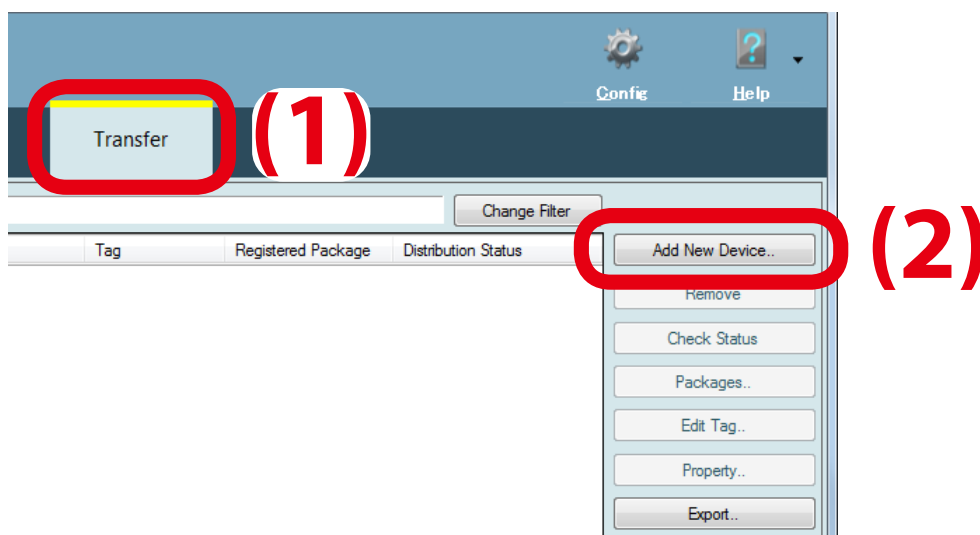 Config Help
Transfer (1)
Change Filter
Tag Registered Package Distribution Status Add New Device.. (2)
Remove
Check Status
Packages..
Edit Tag..
Property..
Export..